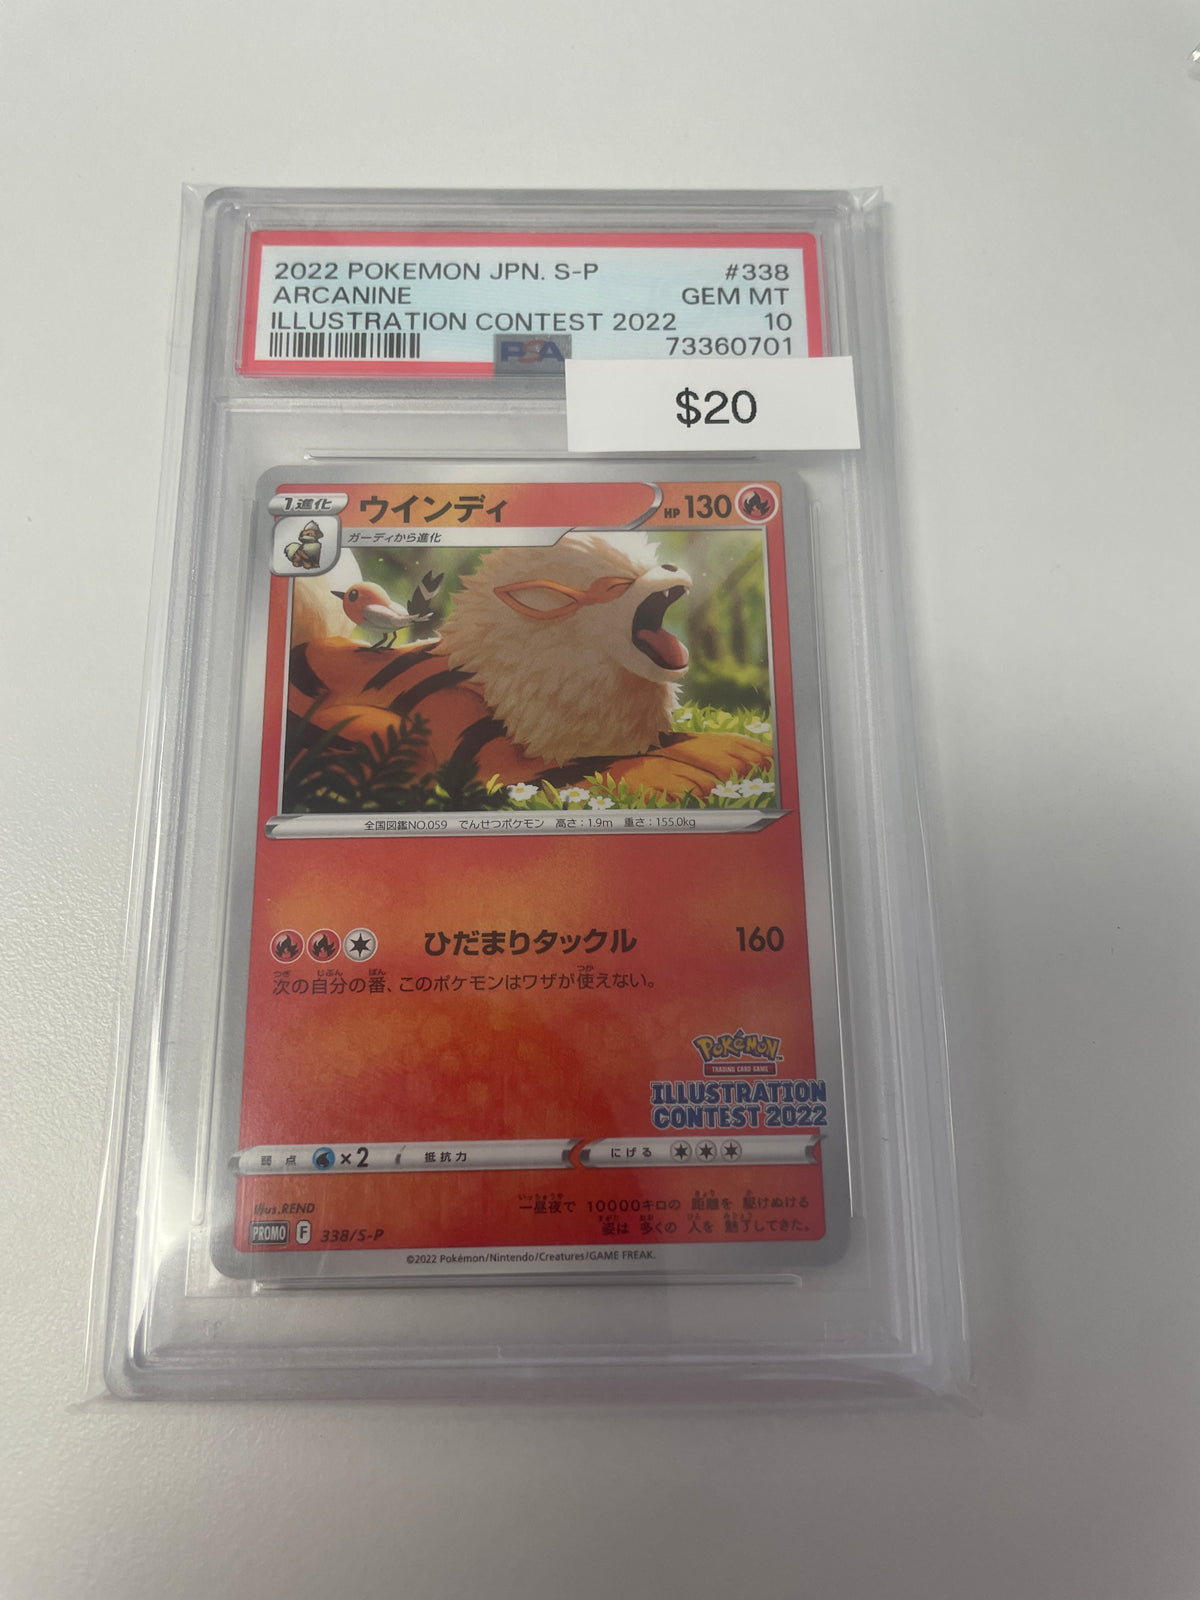 2022 POKEMON JPN. S-P #338
ARCANINE GEM MT
ILLUSTRATION CONTEST 2022 10
PSA 73360701
$20
1進化 ウインディ HP 130
ガーディから進化
全国図鑑NO.059 でんせつポケモン 高さ:1.9m 重さ:155.0kg
ひだまりタックル 160
次の自分の番、このポケモンはワザが使えない。
POKéMON
TRADING CARD GAME
ILLUSTRATION
CONTEST 2022
弱点 ×2 抵抗力 にげる
Illus.REND
一昼夜で 10000キロの 距離を 駆けぬける
姿は 多くの 人を 魅了してきた。
PROMO F 338/S-P
©2022 Pokémon/Nintendo/Creatures/GAME FREAK.